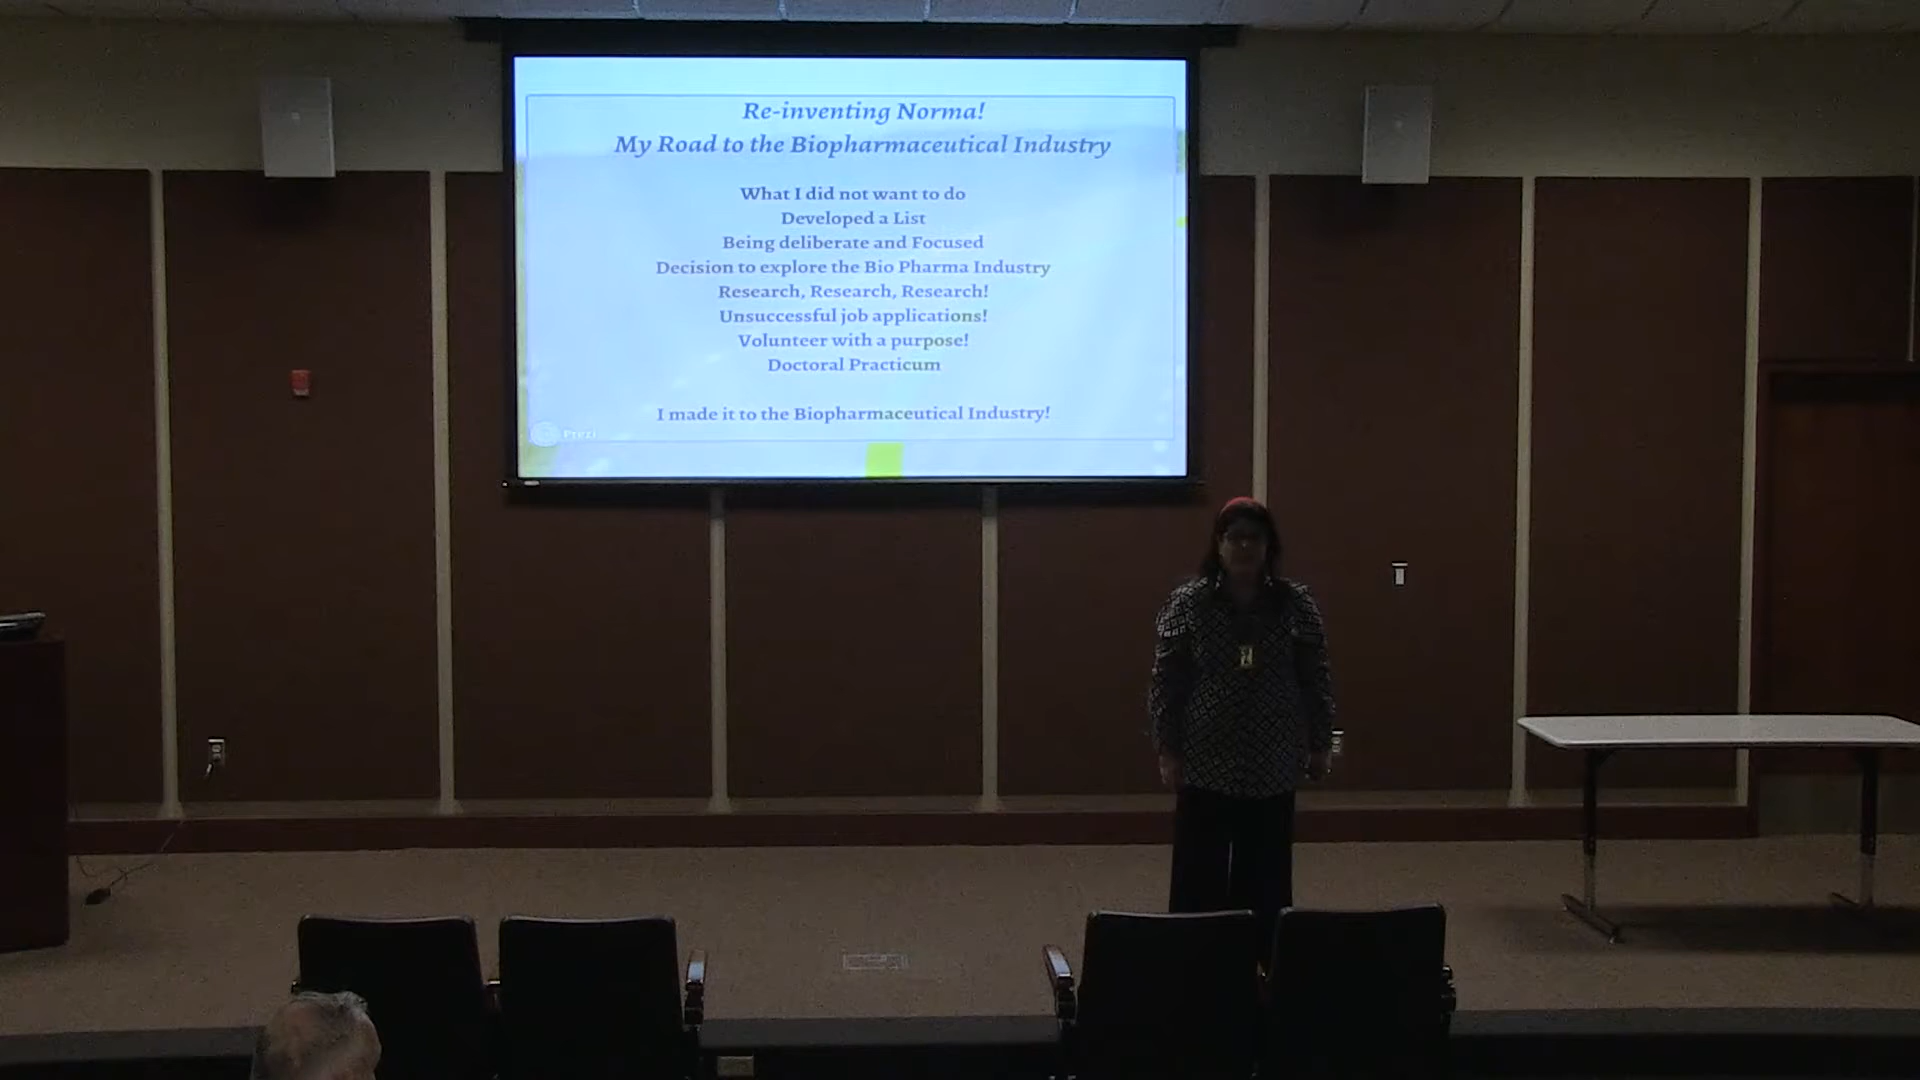 Re-inventing Norma!
My Road to the Biopharmaceutical Industry
What I did not want to do
Developed a List
Being deliberate and Focused
Decision to explore the Bio Pharma Industry
Research, Research, Research!
Unsuccessful job applications!
Volunteer with a purpose!
Doctoral Practicum
I made it to the Biopharmaceutical Industry!
Prezi